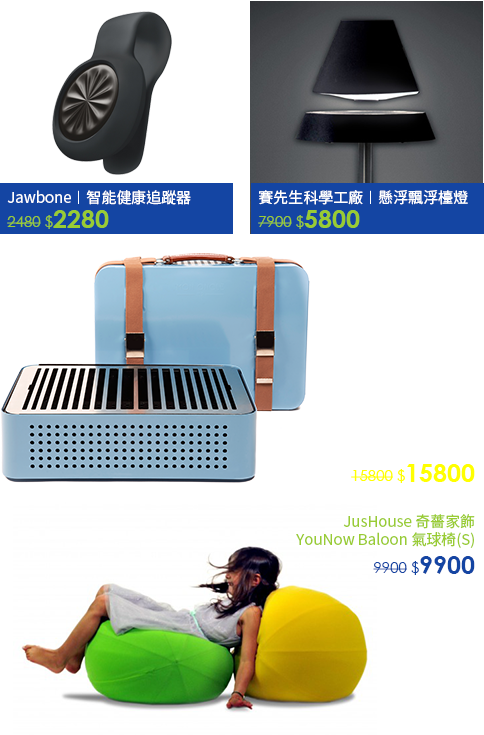 Jawbone｜智能健康追蹤器
2480 $2280
賽先生科學工廠｜懸浮飄浮檯燈
7900 $5800
15800 $15800
JusHouse 奇薔家飾
YouNow Baloon 氣球椅(S)
9900 $9900